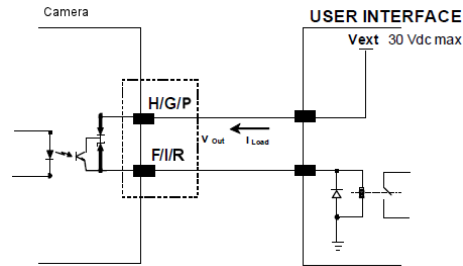 Camera
USER INTERFACE
Vext 30 Vdc max
H/G/P
V Out I Load
F/I/R